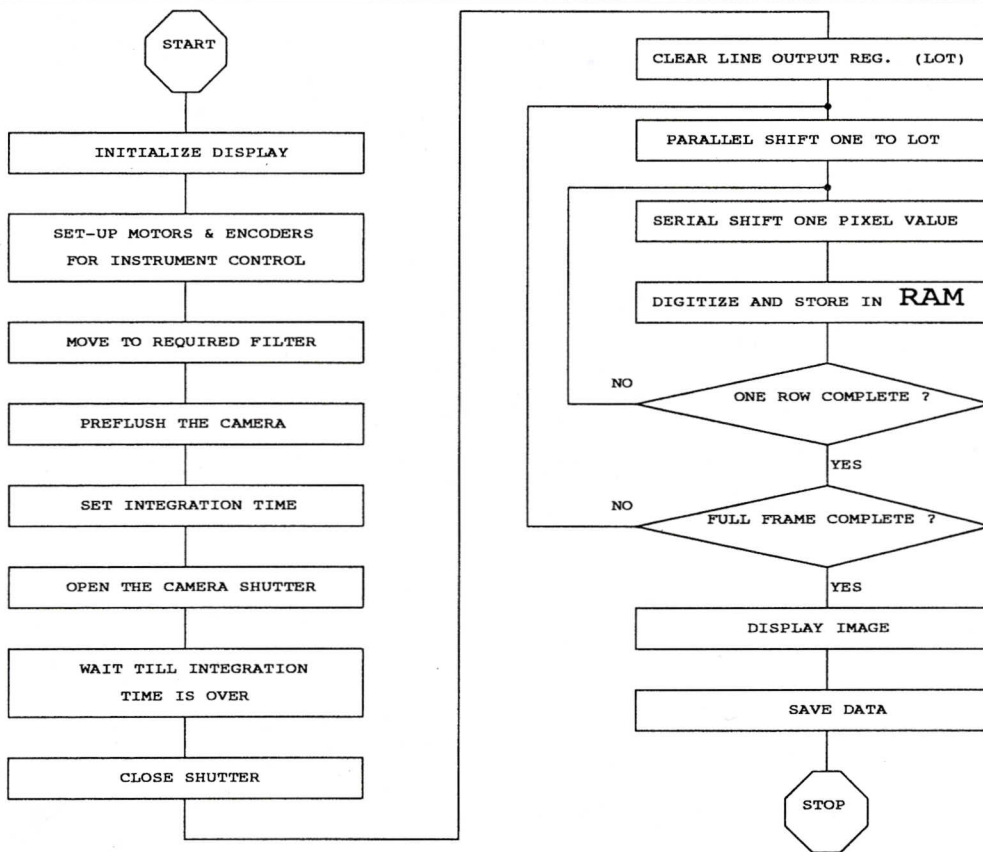 START
INITIALIZE DISPLAY
SET-UP MOTORS & ENCODERS
FOR INSTRUMENT CONTROL
MOVE TO REQUIRED FILTER
PREFLUSH THE CAMERA
SET INTEGRATION TIME
OPEN THE CAMERA SHUTTER
WAIT TILL INTEGRATION
TIME IS OVER
CLOSE SHUTTER
CLEAR LINE OUTPUT REG. (LOT)
PARALLEL SHIFT ONE TO LOT
SERIAL SHIFT ONE PIXEL VALUE
DIGITIZE AND STORE IN RAM
NO
ONE ROW COMPLETE ?
YES
NO
FULL FRAME COMPLETE ?
YES
DISPLAY IMAGE
SAVE DATA
STOP